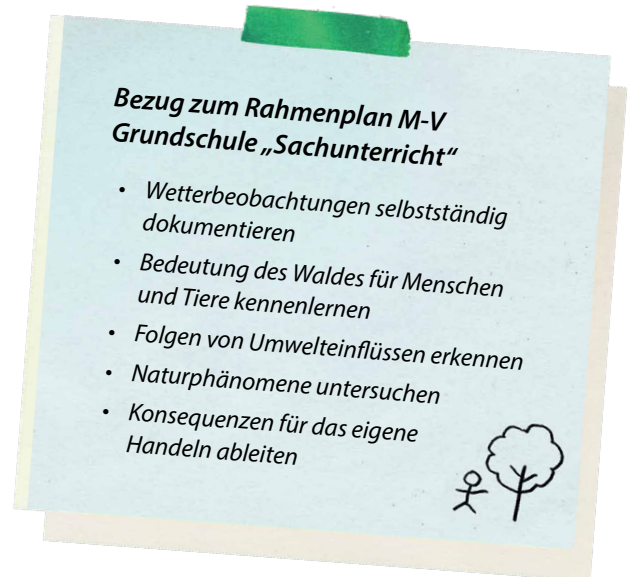 Bezug zum Rahmenplan M-V
Grundschule „Sachunterricht“
• Wetterbeobachtungen selbstständig
dokumentieren
• Bedeutung des Waldes für Menschen
und Tiere kennenlernen
• Folgen von Umwelteinflüssen erkennen
• Naturphänomene untersuchen
• Konsequenzen für das eigene
Handeln ableiten